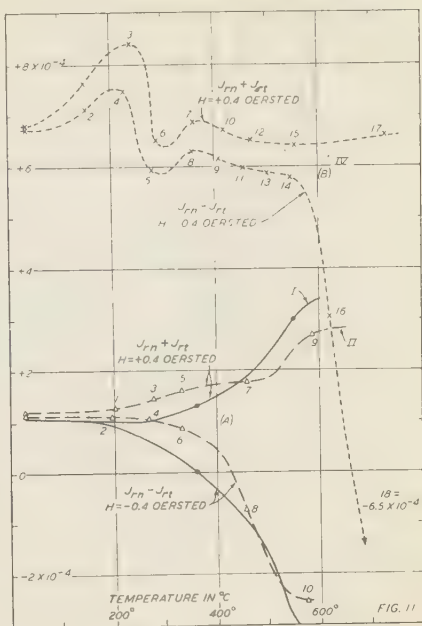 +8 X 10⁻⁴
3
1
2
4
6
5
7
8
10
9
12
11
15
13
14
17
IV
(B)
Jrn + Jrt
H = +0.4 OERSTED
Jrn - Jrt
H 0.4 OERSTED
+6
+4
I
16
II
9
Jrn + Jrt
H = +0.4 OERSTED
+2
1
3
5
7
2
4
6
(A)
0
Jrn - Jrt
H = -0.4 OERSTED
8
18 =
-6.5 X 10⁻⁴
10
-2 X 10⁻⁴
TEMPERATURE IN °C
200°
400°
600°
FIG. 11